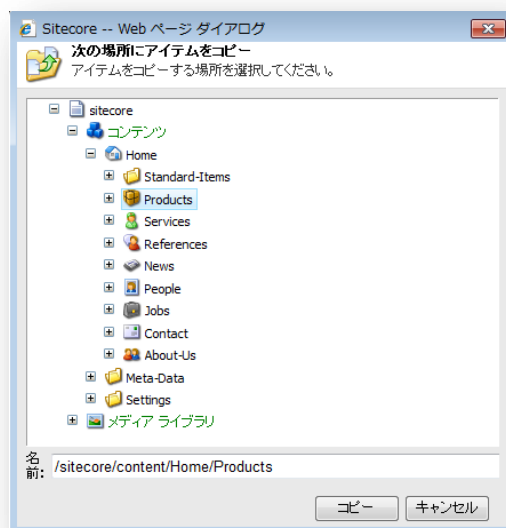 Sitecore -- Web ページ ダイアログ
次の場所にアイテムをコピー
アイテムをコピーする場所を選択してください。
sitecore
コンテンツ
Home
Standard-Items
Products
Services
References
News
People
Jobs
Contact
About-Us
Meta-Data
Settings
メディア ライブラリ
名前: /sitecore/content/Home/Products
コピー キャンセル